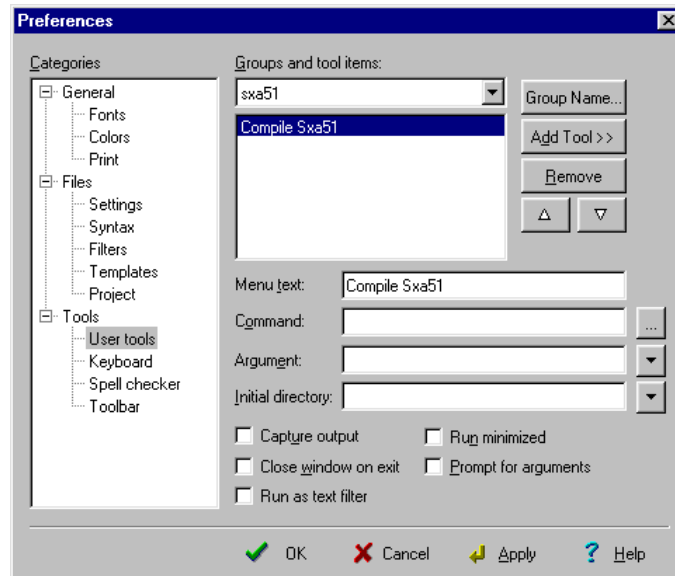 Preferences
Categories
General
Fonts
Colors
Print
Files
Settings
Syntax
Filters
Templates
Project
Tools
User tools
Keyboard
Spell checker
Toolbar
Groups and tool items:
sxa51
Compile Sxa51
Group Name...
Add Tool >>
Remove
Menu text: Compile Sxa51
Command:
...
Argument:
Initial directory:
Capture output Run minimized
Close window on exit Prompt for arguments
Run as text filter
OK Cancel Apply Help